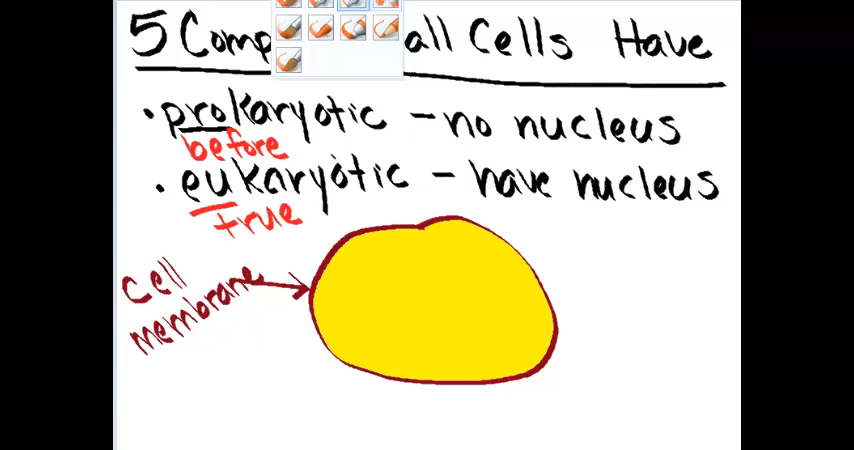 5 Comp all Cells Have
• prokaryotic - no nucleus
before
• eukaryotic - have nucleus
True
Cell
membrane